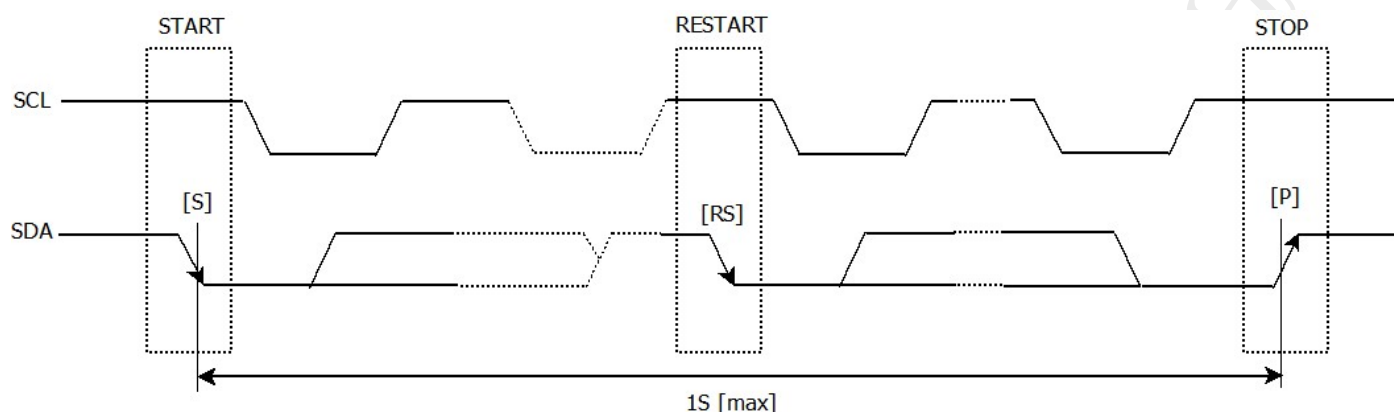 START RESTART STOP
SCL
[S] [RS] [P]
SDA
1S [max]